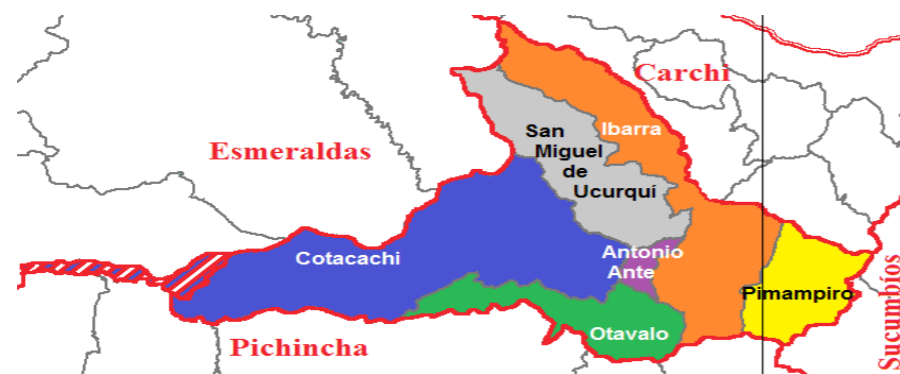 Carchi
Ibarra
San
Miguel
de
Ucurquí
Esmeraldas
Antonio
Ante
Cotacachi
Pimampiro
Sucumbíos
Otavalo
Pichincha